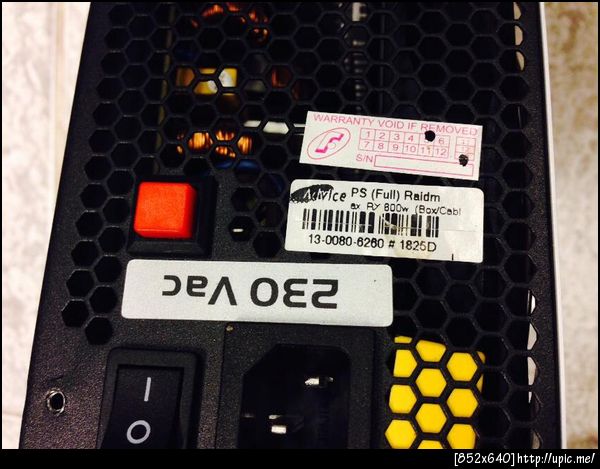 WARRANTY VOID IF REMOVED
1 2 3 4 6
7 8 9 10 11 12
S/N
Advice PS (Full) Raidm
ax RX 800w (Box/Cabl
13-0080-6260 # 1825D
230 Vac
I
O
[852x640]http://upic.me/